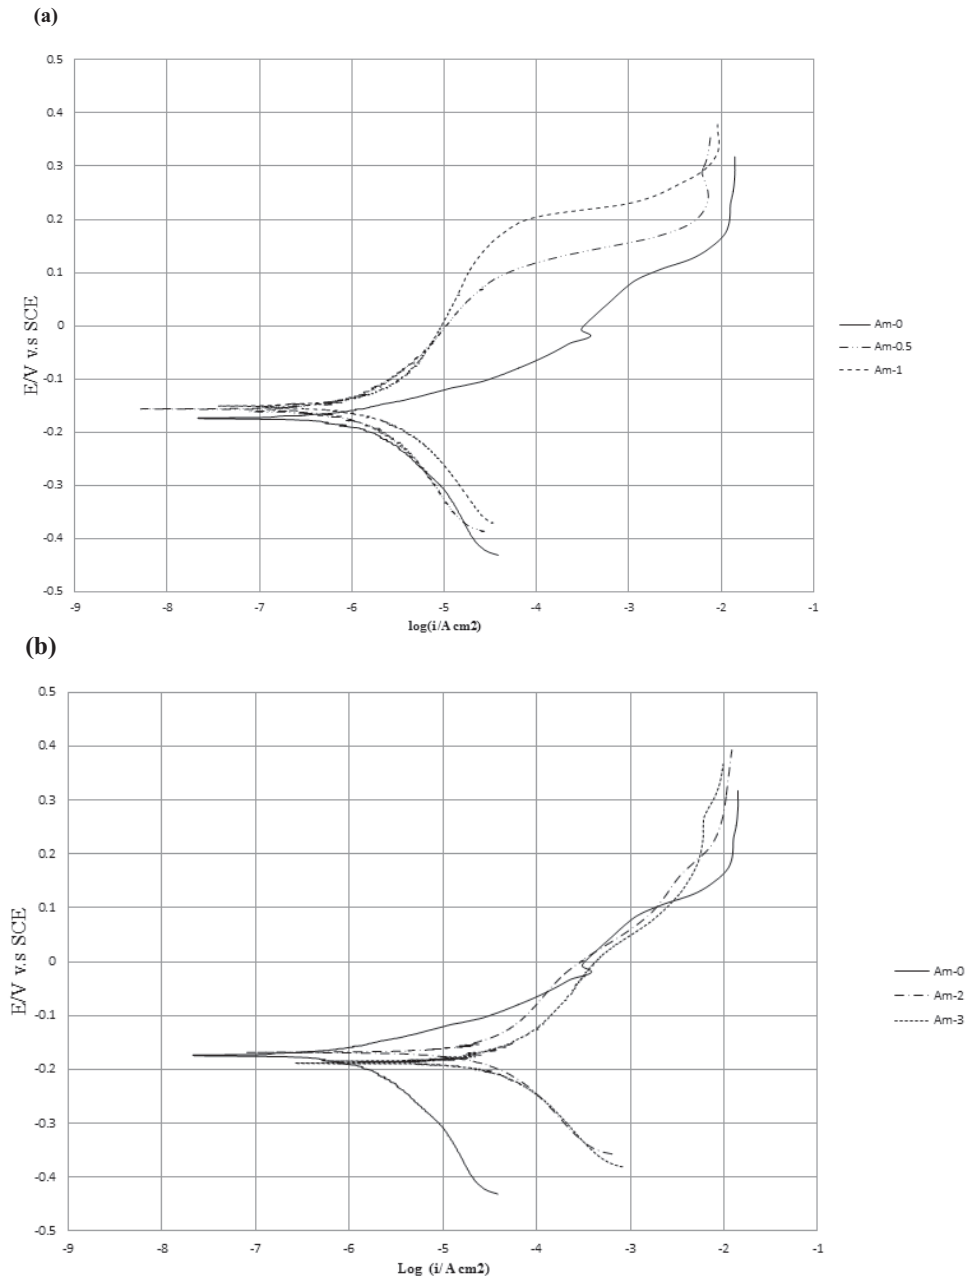 (a)
0.5
0.4
0.3
0.2
0.1
0
-0.1
-0.2
-0.3
-0.4
-0.5
E/V v.s SCE
-9 -8 -7 -6 -5 -4 -3 -2 -1
log(i/A cm2)
Am-0
Am-0.5
Am-1
(b)
0.5
0.4
0.3
0.2
0.1
0
-0.1
-0.2
-0.3
-0.4
-0.5
E/V v.s SCE
-9 -8 -7 -6 -5 -4 -3 -2 -1
Log (i/A cm2)
Am-0
Am-2
Am-3